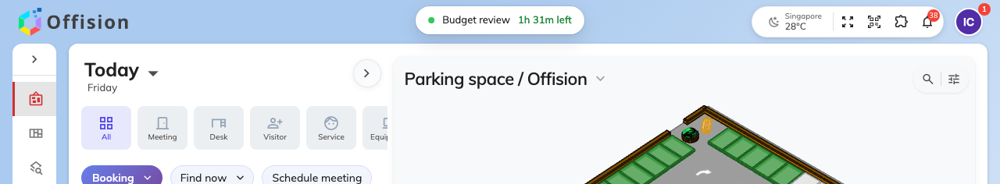 Offision
Budget review 1h 31m left
Singapore
28°C
38
IC
1
Today
Friday
Parking space / Offision
All
Meeting
Desk
Visitor
Service
Booking
Find now
Schedule meeting